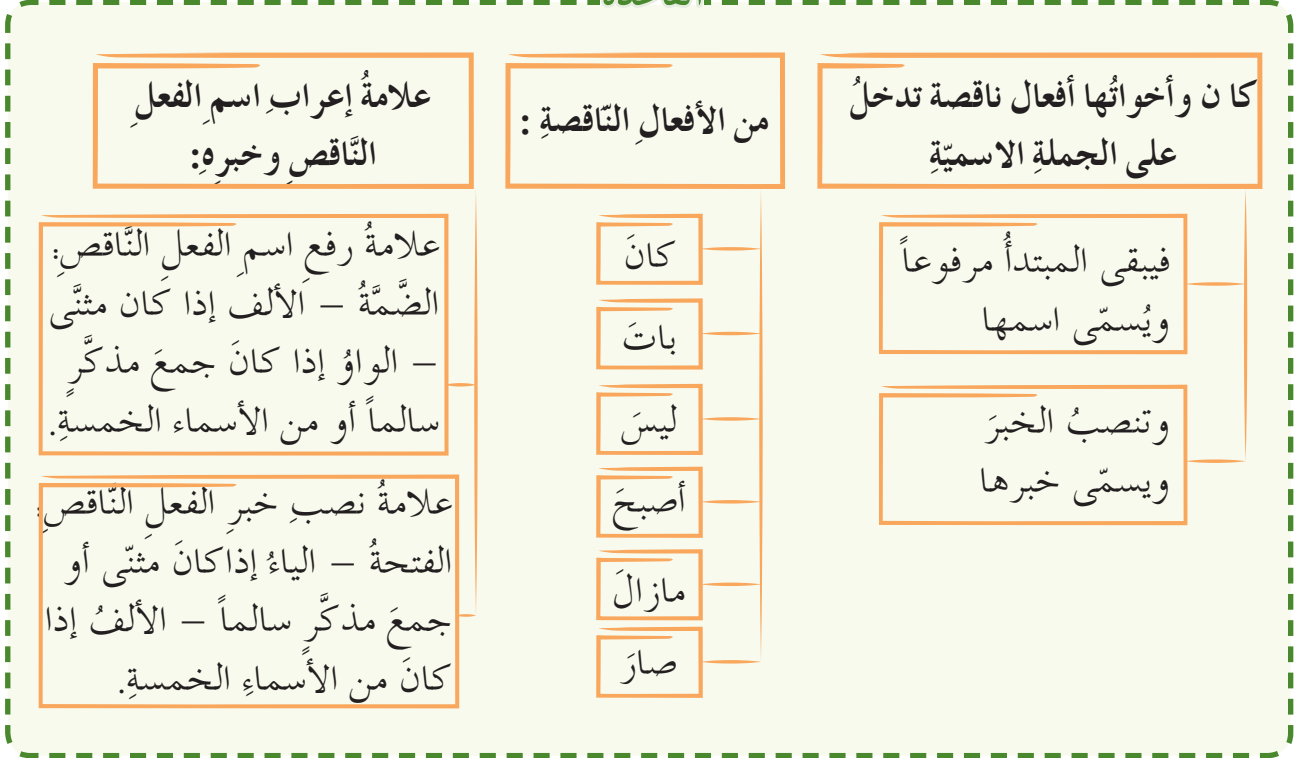 كا ن وأخواتُها أفعال ناقصة تدخلُ
على الجملةِ الاسميّةِ
فيبقى المبتدأُ مرفوعاً
ويُسمّى اسمها
وتنصبُ الخبرَ
ويسمّى خبرها
من الأفعالِ النّاقصةِ :
كانَ
باتَ
ليسَ
أصبحَ
مازالَ
صارَ
علامةُ إعرابِ اسمِ الفعلِ
النَّاقصِ وخبرِهِ:
علامةُ رفعِ اسمِ الفعلِ النَّاقصِ:
الضَّمَّةُ – الألف إذا كان مثنَّى
– الواوُ إذا كانَ جمعَ مذكَّرٍ
سالماً أو من الأسماء الخمسةِ.
علامةُ نصبِ خبرِ الفعلِ النّاقصِ:
الفتحةُ – الياءُ إذاكانَ مثنّى أو
جمعَ مذكَّرٍ سالماً – الألفُ إذا
كانَ من الأسماءِ الخمسةِ.